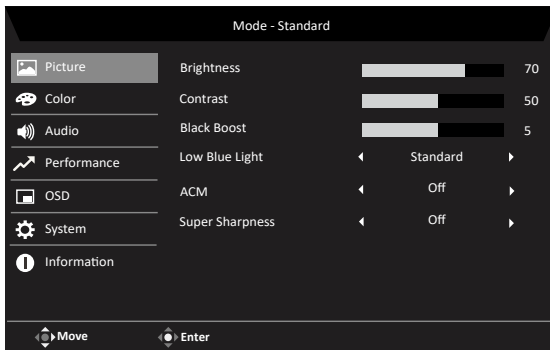 Mode - Standard
Picture
Color
Audio
Performance
OSD
System
Information
Brightness 70
Contrast 50
Black Boost 5
Low Blue Light Standard
ACM Off
Super Sharpness Off
Move Enter